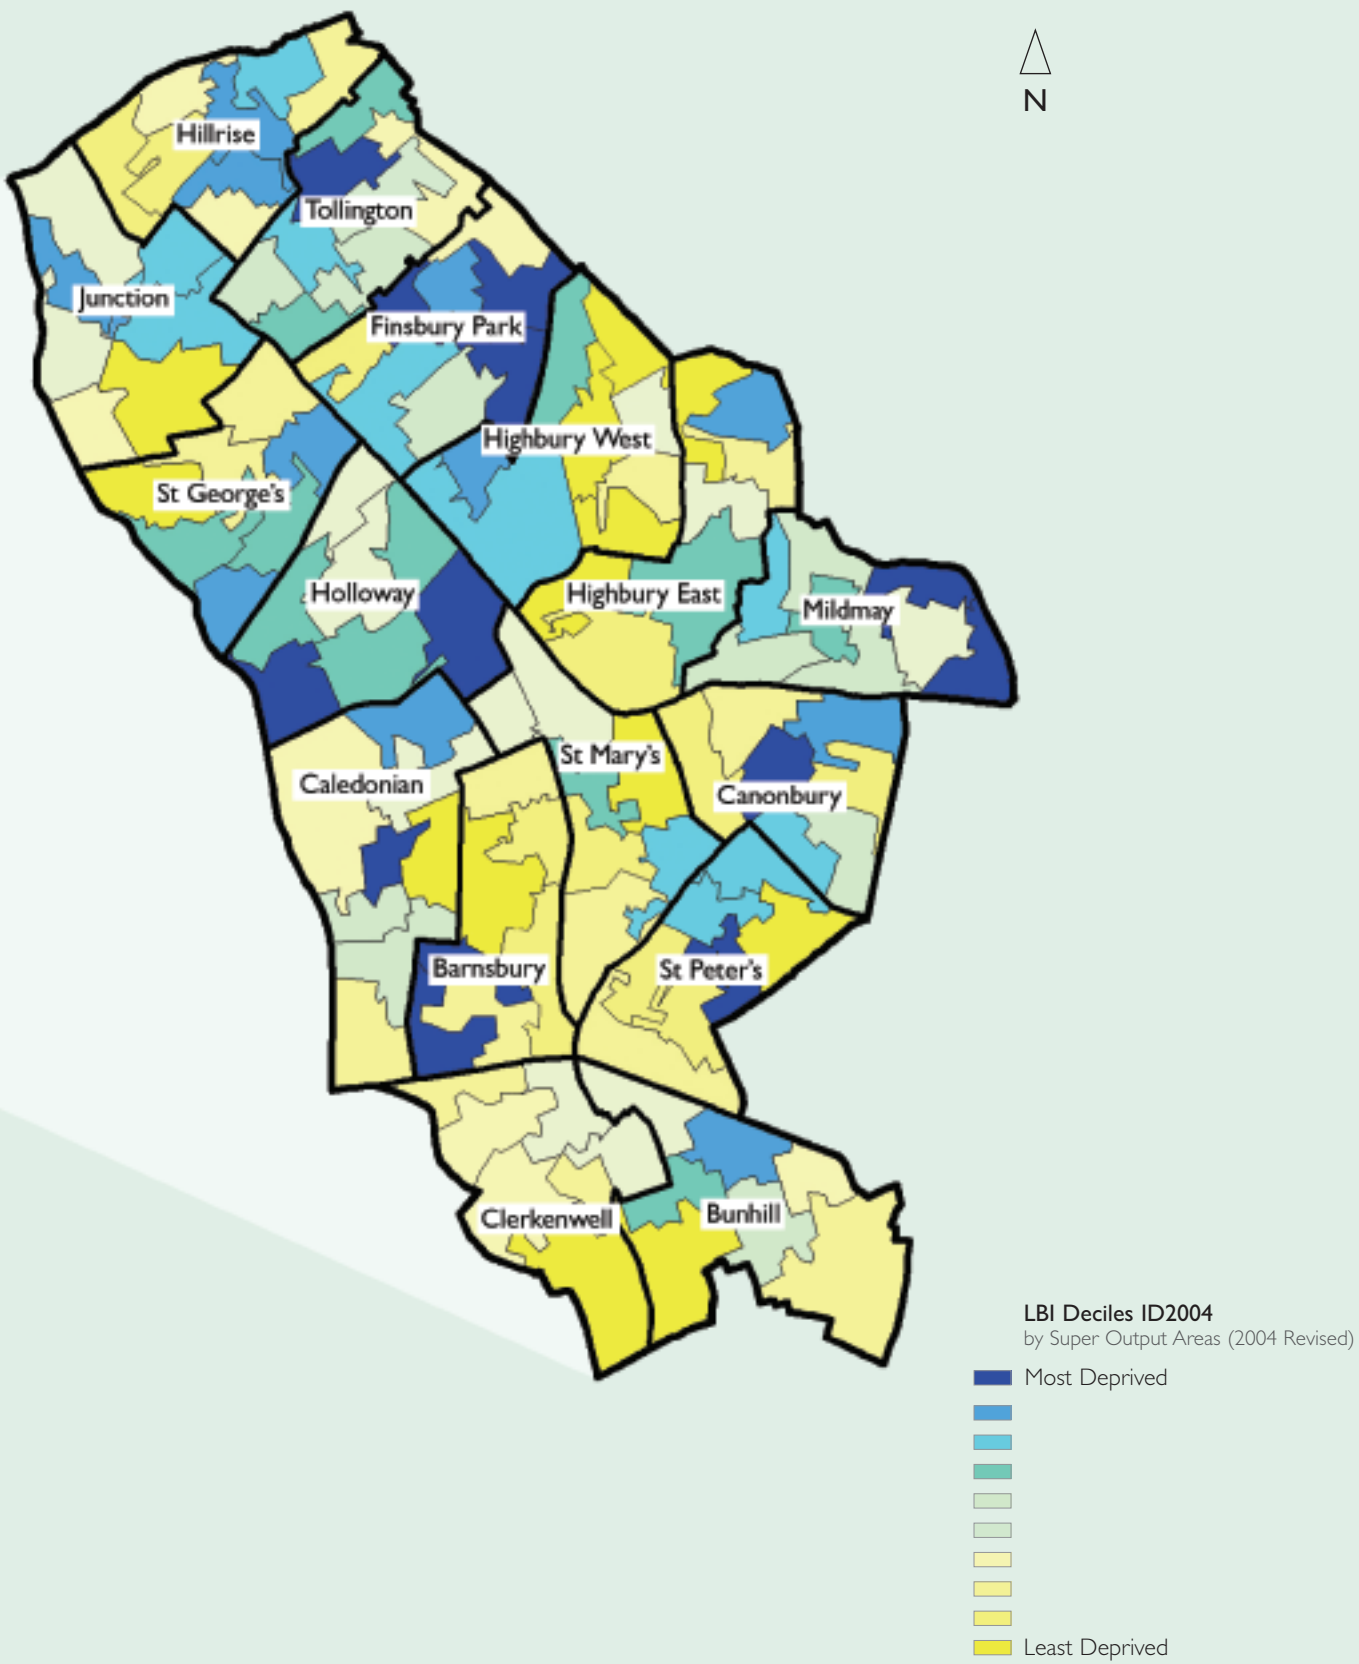 N
Hillrise
Tollington
Junction
Finsbury Park
Highbury West
St George's
Holloway
Highbury East
Mildmay
St Mary's
Caledonian
Canonbury
Barnsbury
St Peter's
Clerkenwell
Bunhill
LBI Deciles ID2004
by Super Output Areas (2004 Revised)
Most Deprived
Least Deprived